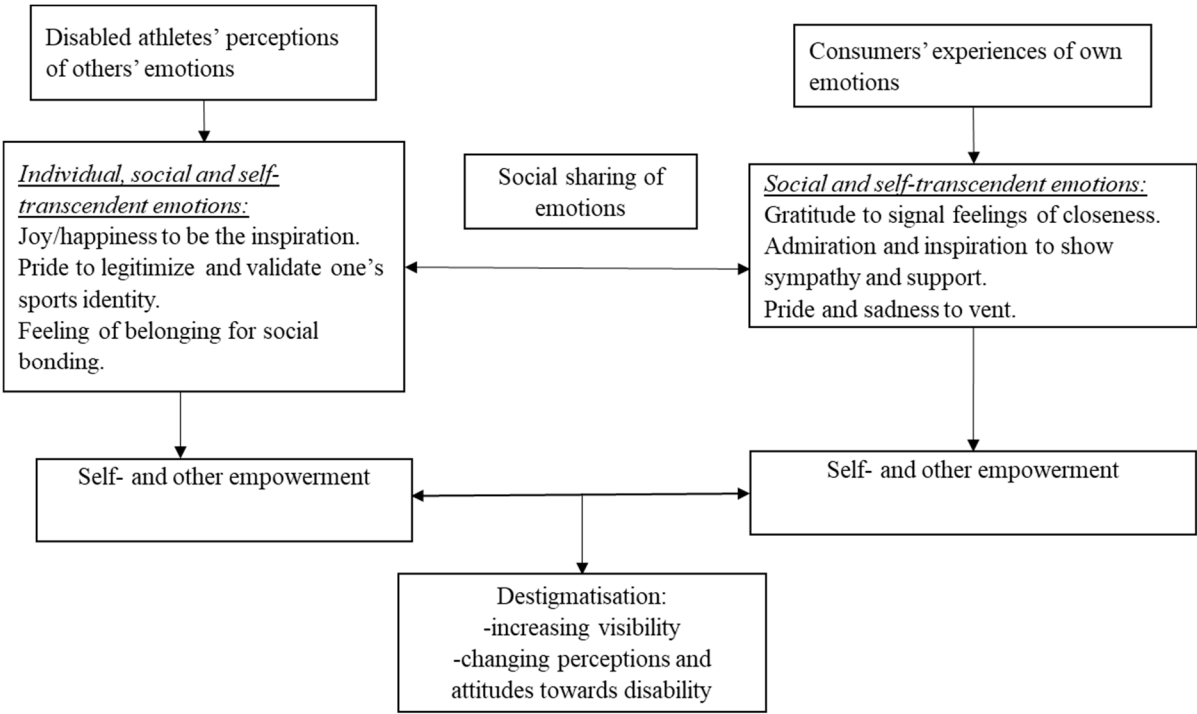 Disabled athletes’ perceptions
of others’ emotions
Consumers’ experiences of own
emotions
Individual, social and self-
transcendent emotions:
Joy/happiness to be the inspiration.
Pride to legitimize and validate one’s
sports identity.
Feeling of belonging for social
bonding.
Social sharing of
emotions
Social and self-transcendent emotions:
Gratitude to signal feelings of closeness.
Admiration and inspiration to show
sympathy and support.
Pride and sadness to vent.
Self- and other empowerment
Self- and other empowerment
Destigmatisation:
-increasing visibility
-changing perceptions and
attitudes towards disability